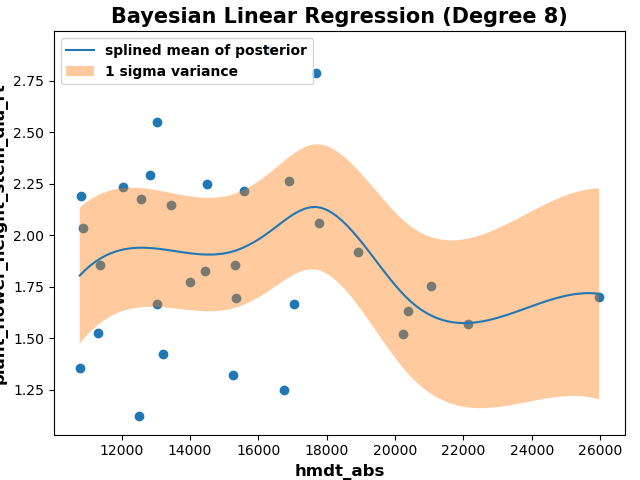 Bayesian Linear Regression (Degree 8)
splined mean of posterior
1 sigma variance
2.75
2.50
2.25
2.00
1.75
1.50
1.25
12000 14000 16000 18000 20000 22000 24000 26000
hmdt_abs